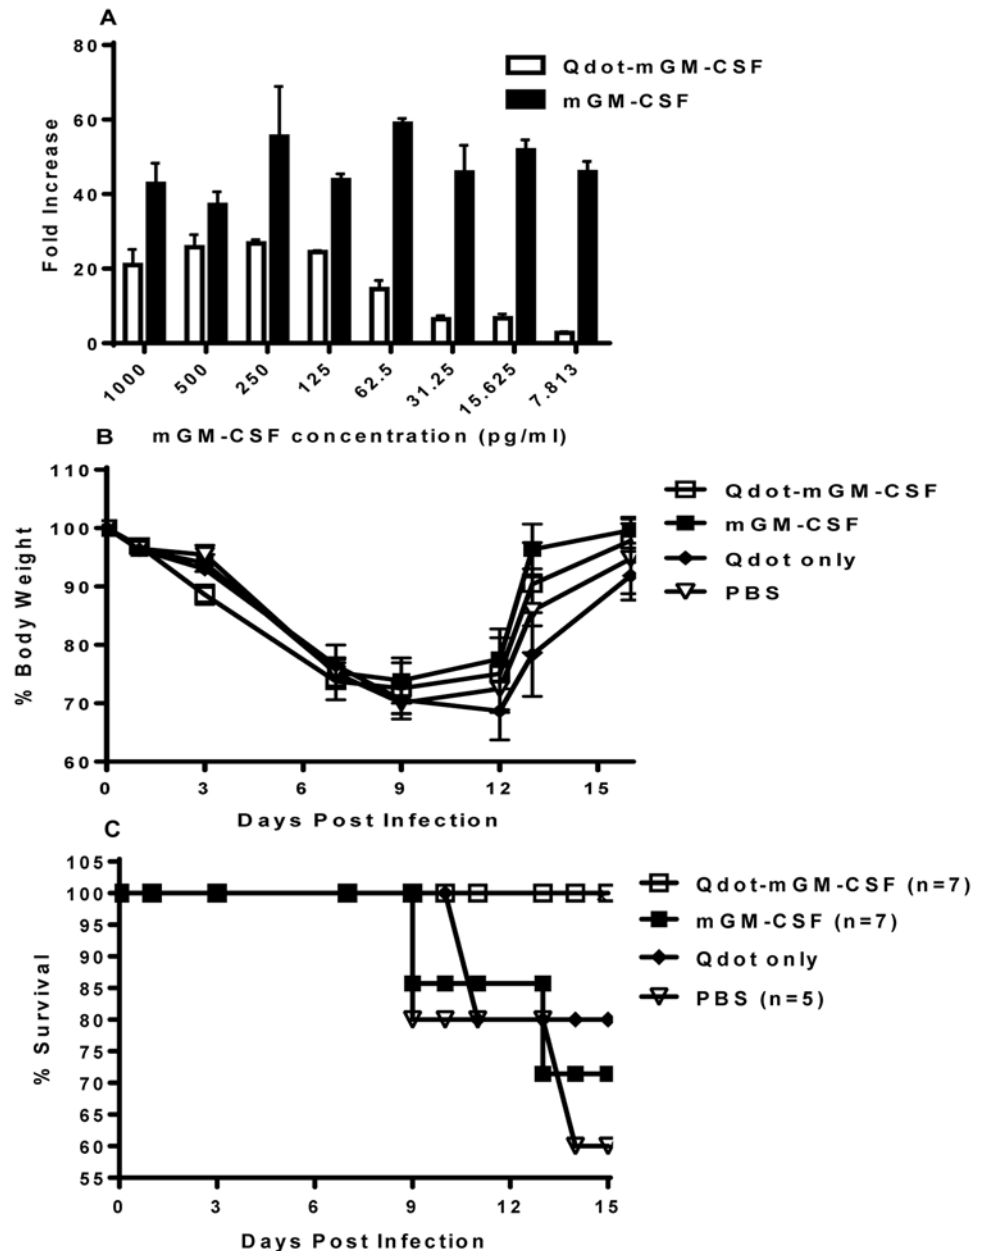 A
80
60
40
20
0
Fold Increase
Qdot-mGM-CSF
mGM-CSF
1000
500
250
125
62.5
31.25
15.625
7.813
mGM-CSF concentration (pg/ml)
B
110
100
90
80
70
60
% Body Weight
Qdot-mGM-CSF
mGM-CSF
Qdot only
PBS
0 3 6 9 12 15
Days Post Infection
C
105
100
95
90
85
80
75
70
65
60
55
% Survival
Qdot-mGM-CSF (n=7)
mGM-CSF (n=7)
Qdot only
PBS (n=5)
0 3 6 9 12 15
Days Post Infection